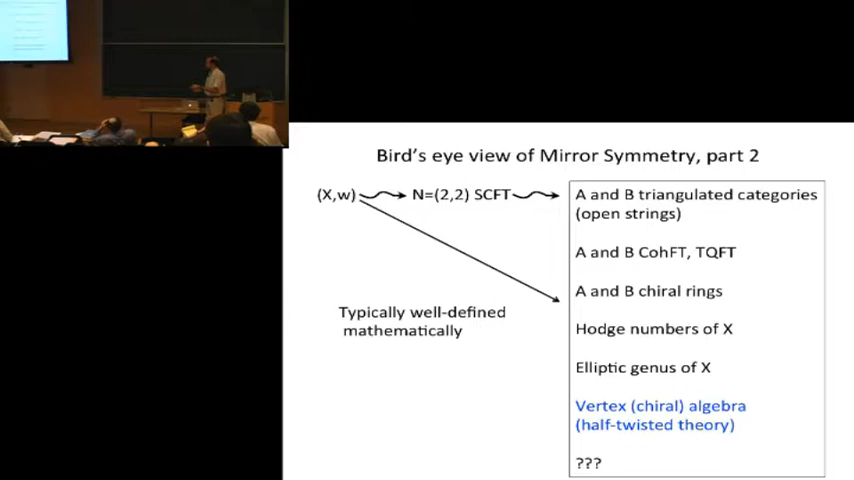 Bird's eye view of Mirror Symmetry, part 2
(X,w)
N=(2,2) SCFT
A and B triangulated categories
(open strings)
A and B CohFT, TQFT
A and B chiral rings
Typically well-defined
mathematically
Hodge numbers of X
Elliptic genus of X
Vertex (chiral) algebra
(half-twisted theory)
???